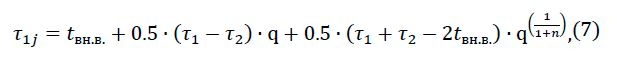 τ₁ⱼ = tвн.в. + 0.5 ∙ (τ₁ − τ₂) ∙ q + 0.5 ∙ (τ₁ + τ₂ − 2tвн.в.) ∙ q^(1/(1+n)),(7)